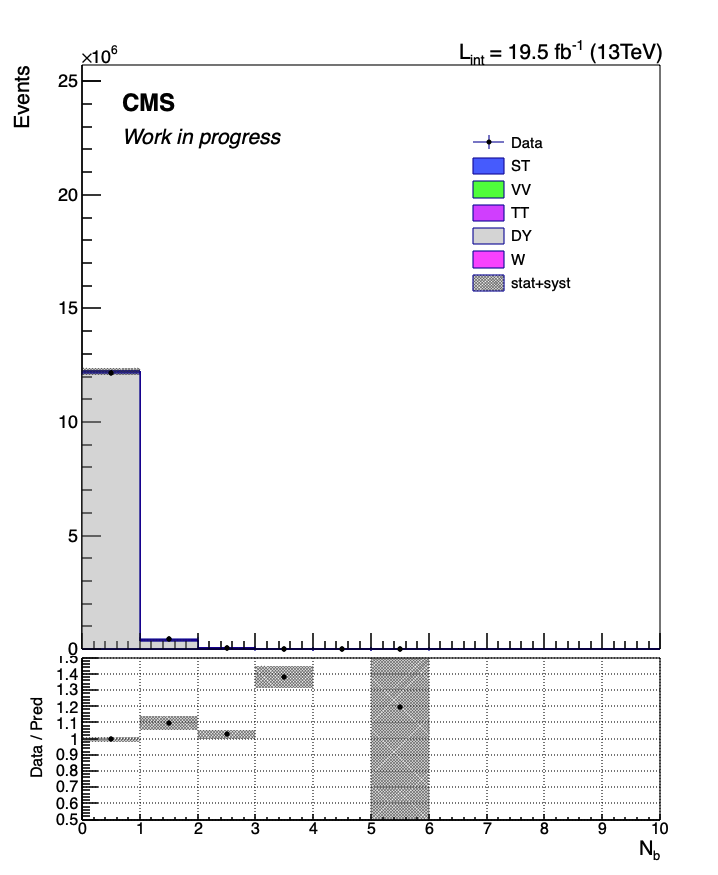 ×10⁶
L_int = 19.5 fb⁻¹ (13TeV)
Events
25
CMS
Work in progress
Data
ST
VV
20
TT
DY
W
stat+syst
15
10
5
0
Data / Pred
1.5
1.4
1.3
1.2
1.1
1
0.9
0.8
0.7
0.6
0.5
0 1 2 3 4 5 6 7 8 9 10
N_b